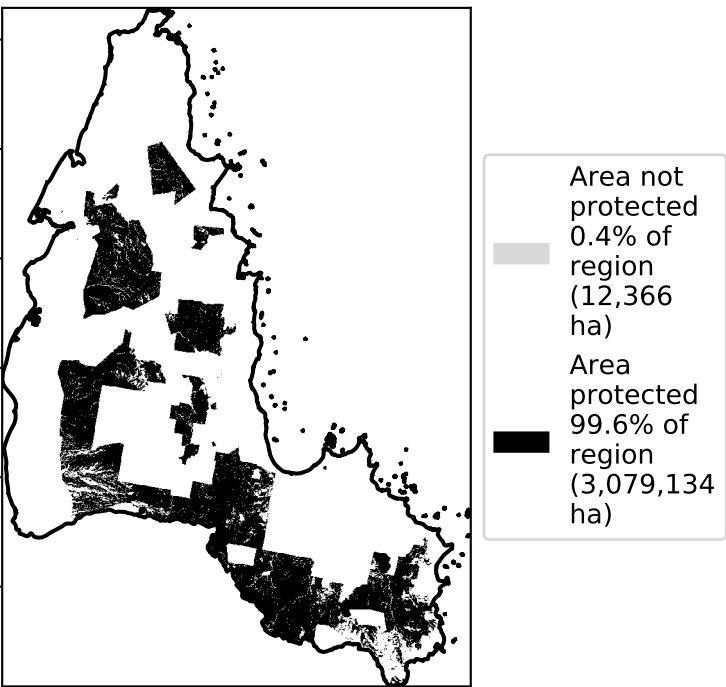 Area not
protected
0.4% of
region
(12,366
ha)
Area
protected
99.6% of
region
(3,079,134
ha)